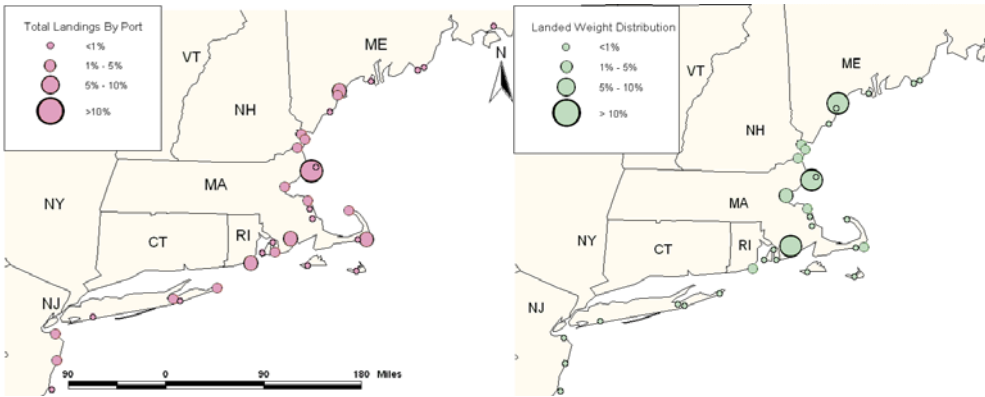 Total Landings By Port
<1%
1% - 5%
5% - 10%
>10%
VT
ME
N
NH
MA
NY
CT
RI
NJ
90 0 90 180 Miles
Landed Weight Distribution
<1%
1% - 5%
5% - 10%
> 10%
VT
ME
NH
MA
NY
CT
RI
NJ